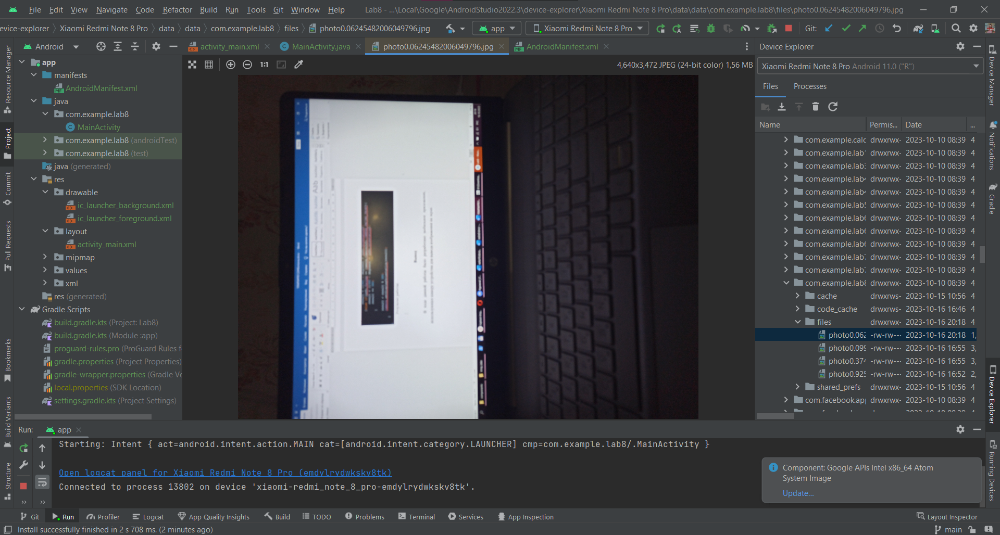 File Edit View Navigate Code Refactor Build Run Tools Git Window Help
Lab8 - ...\Local\Google\AndroidStudio2022.3\device-explorer\Xiaomi Redmi Note 8 Pro\data\data\com.example.lab8\files\photo0.06245482006049796.jpg
evice-explorer Xiaomi Redmi Note 8 Pro data data com.example.lab8 files photo0.06245482006049796.jpg
app
Xiaomi Redmi Note 8 Pro
Git:
Android
activity_main.xml
MainActivity.java
photo0.06245482006049796.jpg
AndroidManifest.xml
1:1
4,640x3,472 JPEG (24-bit color) 1,56 MB
Resource Manager
Project
Commit
Pull Requests
Bookmarks
Build Variants
Structure
app
manifests
AndroidManifest.xml
java
com.example.lab8
MainActivity
com.example.lab8 (androidTest)
com.example.lab8 (test)
java (generated)
res
drawable
ic_launcher_background.xml
ic_launcher_foreground.xml
layout
activity_main.xml
mipmap
values
xml
res (generated)
Gradle Scripts
build.gradle.kts (Project: Lab8)
build.gradle.kts (Module :app)
proguard-rules.pro (ProGuard Rules f
gradle.properties (Project Properties)
gradle-wrapper.properties (Gradle Ve
local.properties (SDK Location)
settings.gradle.kts (Project Settings)
Device Explorer
Xiaomi Redmi Note 8 Pro Android 11.0 ("R")
Files Processes
Name Permis... Date ...
com.example.calc drwxrwx- 2023-10-10 08:39 4
com.example.lab1 drwxrwx- 2023-10-10 08:39 4
com.example.lab3 drwxrwx- 2023-10-10 08:39 4
com.example.lab4 drwxrwx- 2023-10-10 08:39 4
com.example.lab4 drwxrwx- 2023-10-10 08:39 4
com.example.lab5 drwxrwx- 2023-10-10 08:39 4
com.example.lab6 drwxrwx- 2023-10-10 08:39 4
com.example.lab6 drwxrwx- 2023-10-10 08:39 4
com.example.lab6 drwxrwx- 2023-10-10 08:39 4
com.example.lab7 drwxrwx- 2023-10-10 08:39 4
com.example.lab7 drwxrwx- 2023-10-10 08:39 4
com.example.lab8 drwxrwx- 2023-10-10 08:39 4
cache drwxrws- 2023-10-15 10:56 4
code_cache drwxrws- 2023-10-16 16:46 4
files drwxrwx- 2023-10-16 20:18 4
photo0.062 -rw-rw--- 2023-10-16 20:18 1,
photo0.099 -rw-rw--- 2023-10-16 16:55 3,
photo0.374 -rw-rw--- 2023-10-16 16:55 3,
photo0.925 -rw-rw--- 2023-10-16 16:52 2,
shared_prefs drwxrwx- 2023-10-15 10:56 4
com.facebook.app drwxrwx- 2023-10-10 08:39 4
Device Manager
Notifications
Gradle
Device Explorer
Running Devices
Run: app
Starting: Intent { act=android.intent.action.MAIN cat=[android.intent.category.LAUNCHER] cmp=com.example.lab8/.MainActivity }
Open logcat panel for Xiaomi Redmi Note 8 Pro (emdylrydwkskv8tk)
Connected to process 13802 on device 'xiaomi-redmi_note_8_pro-emdylrydwkskv8tk'.
Component: Google APIs Intel x86_64 Atom
System Image
Update...
Git Run Profiler Logcat App Quality Insights Build TODO Problems Terminal Services App Inspection Layout Inspector
Install successfully finished in 2 s 708 ms. (2 minutes ago)
main